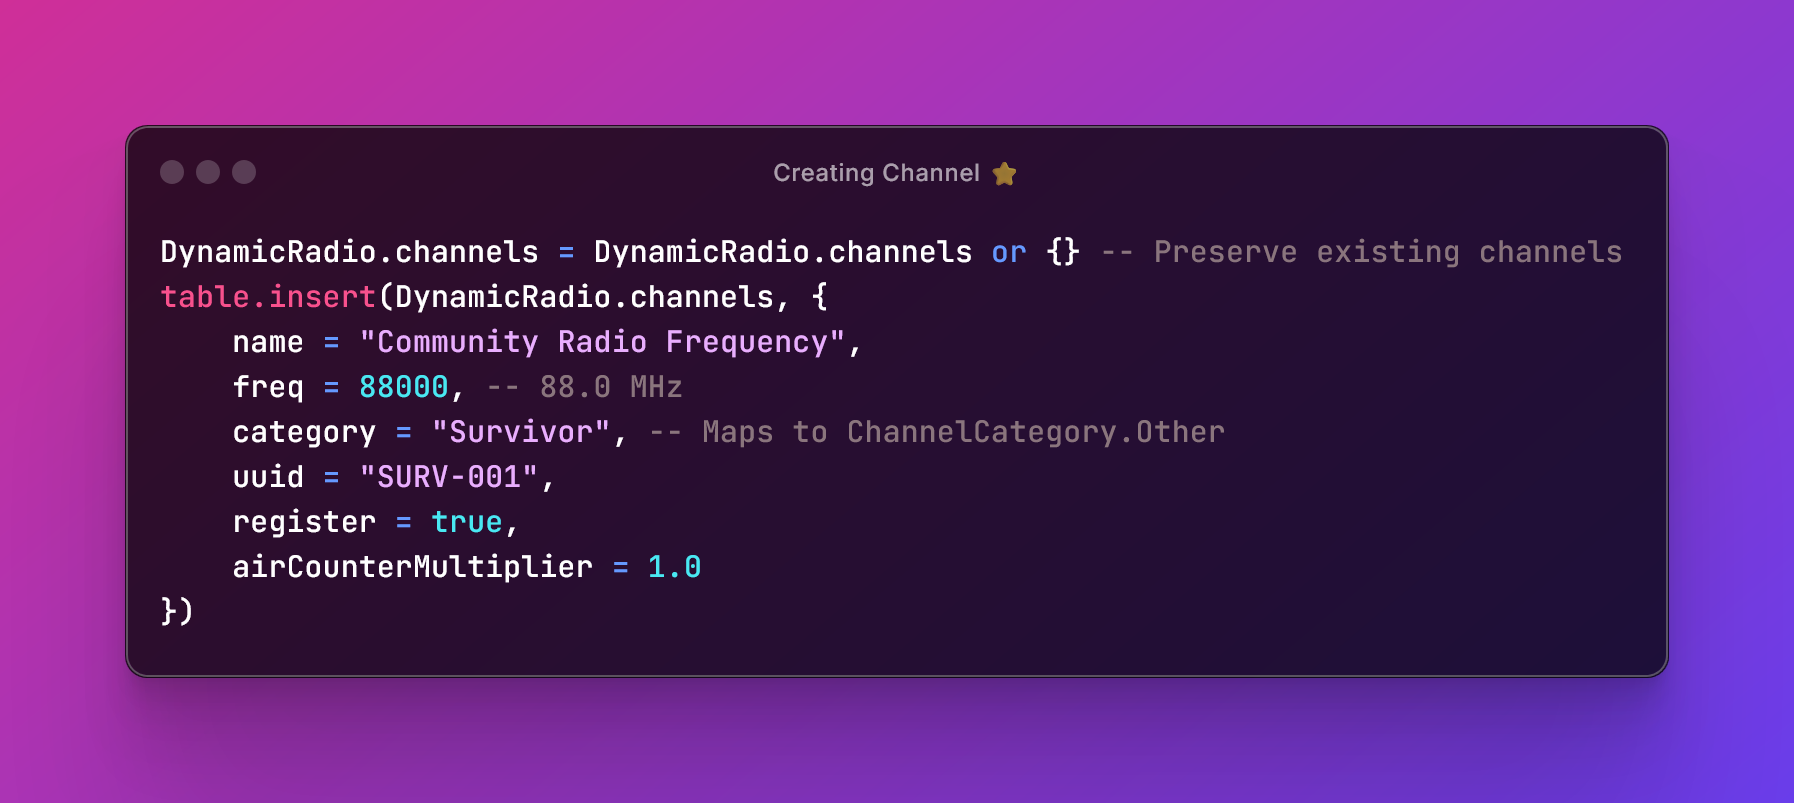 Creating Channel ⭐
DynamicRadio.channels = DynamicRadio.channels or {} -- Preserve existing channels
table.insert(DynamicRadio.channels, {
    name = "Community Radio Frequency",
    freq = 88000, -- 88.0 MHz
    category = "Survivor", -- Maps to ChannelCategory.Other
    uuid = "SURV-001",
    register = true,
    airCounterMultiplier = 1.0
})